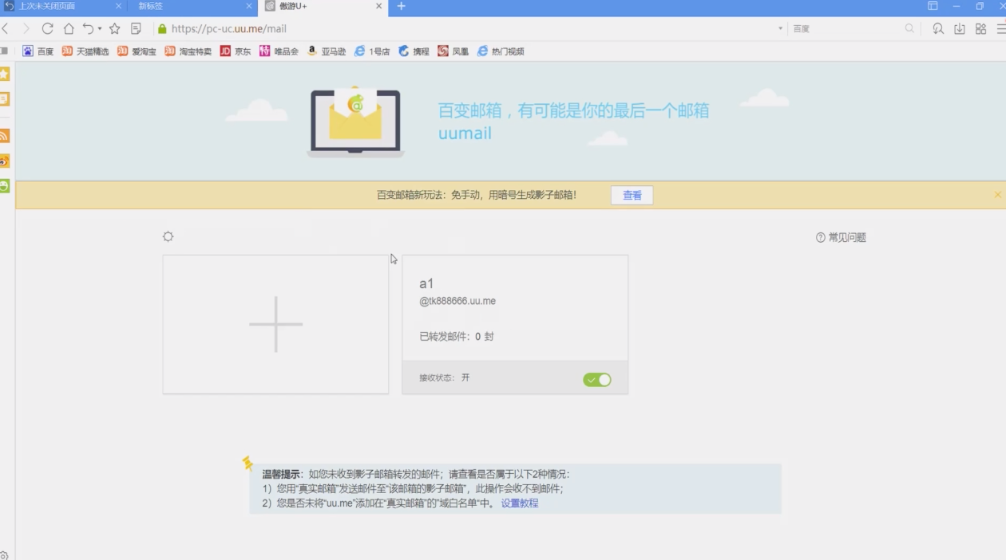 上次未关闭页面
新标签
傲游U+
https://pc-uc.uu.me/mail
百度
百度 天猫精选 爱淘宝 淘宝特卖 京东 唯品会 亚马逊 1号店 携程 凤凰 热门视频
百变邮箱，有可能是你的最后一个邮箱
uumail
百变邮箱新玩法：免手动，用暗号生成影子邮箱！ 查看
常见问题
a1
@tk888666.uu.me
已转发邮件：0 封
接收状态： 开
温馨提示：如您未收到影子邮箱转发的邮件；请查看是否属于以下2种情况：
1）您用“真实邮箱”发送邮件至“该邮箱的影子邮箱”，此操作会收不到邮件；
2）您是否未将“uu.me”添加在“真实邮箱”的“域白名单”中。 设置教程